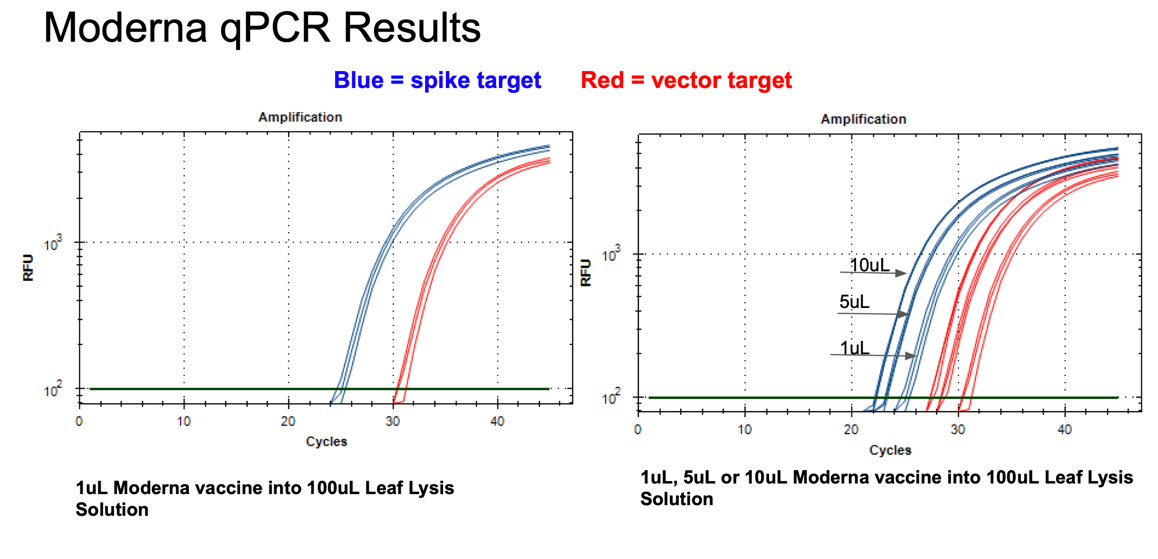 Moderna qPCR Results
Blue = spike target Red = vector target
Amplification
10³
10²
RFU
0 10 20 30 40
Cycles
1uL Moderna vaccine into 100uL Leaf Lysis
Solution
Amplification
10³
10²
RFU
10uL
5uL
1uL
0 10 20 30 40
Cycles
1uL, 5uL or 10uL Moderna vaccine into 100uL Leaf Lysis
Solution